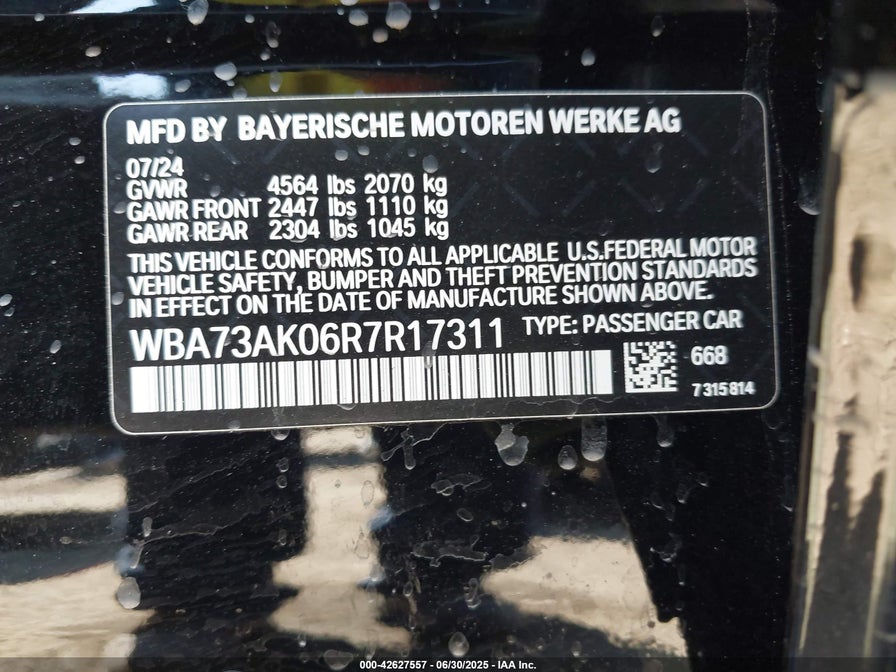 MFD BY BAYERISCHE MOTOREN WERKE AG
07/24
GVWR 4564 lbs 2070 kg
GAWR FRONT 2447 lbs 1110 kg
GAWR REAR 2304 lbs 1045 kg
THIS VEHICLE CONFORMS TO ALL APPLICABLE U.S.FEDERAL MOTOR
VEHICLE SAFETY, BUMPER AND THEFT PREVENTION STANDARDS
IN EFFECT ON THE DATE OF MANUFACTURE SHOWN ABOVE.
WBA73AK06R7R17311 TYPE: PASSENGER CAR
668
7315814
000-42627557 - 06/30/2025 - IAA Inc.